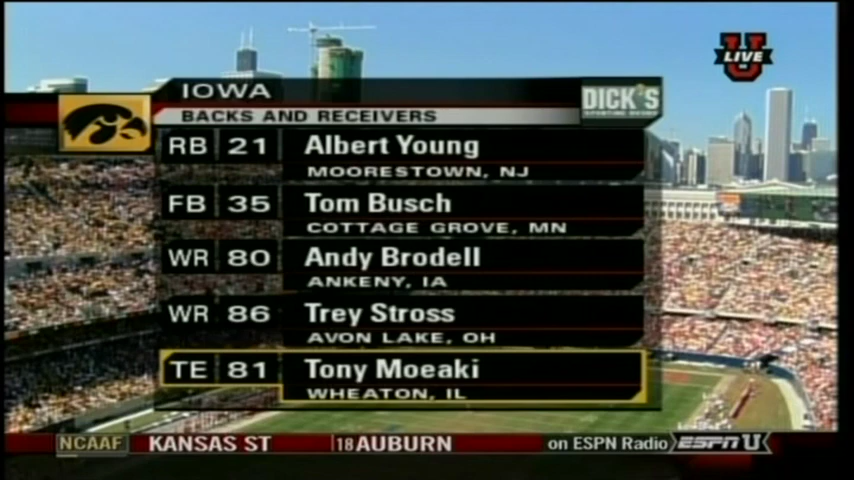 U
LIVE
IOWA
DICK'S
SPORTING GOODS
BACKS AND RECEIVERS
RB 21 Albert Young
MOORESTOWN, NJ
FB 35 Tom Busch
COTTAGE GROVE, MN
WR 80 Andy Brodell
ANKENY, IA
WR 86 Trey Stross
AVON LAKE, OH
TE 81 Tony Moeaki
WHEATON, IL
NCAAF KANSAS ST 18 AUBURN on ESPN Radio ESPN U